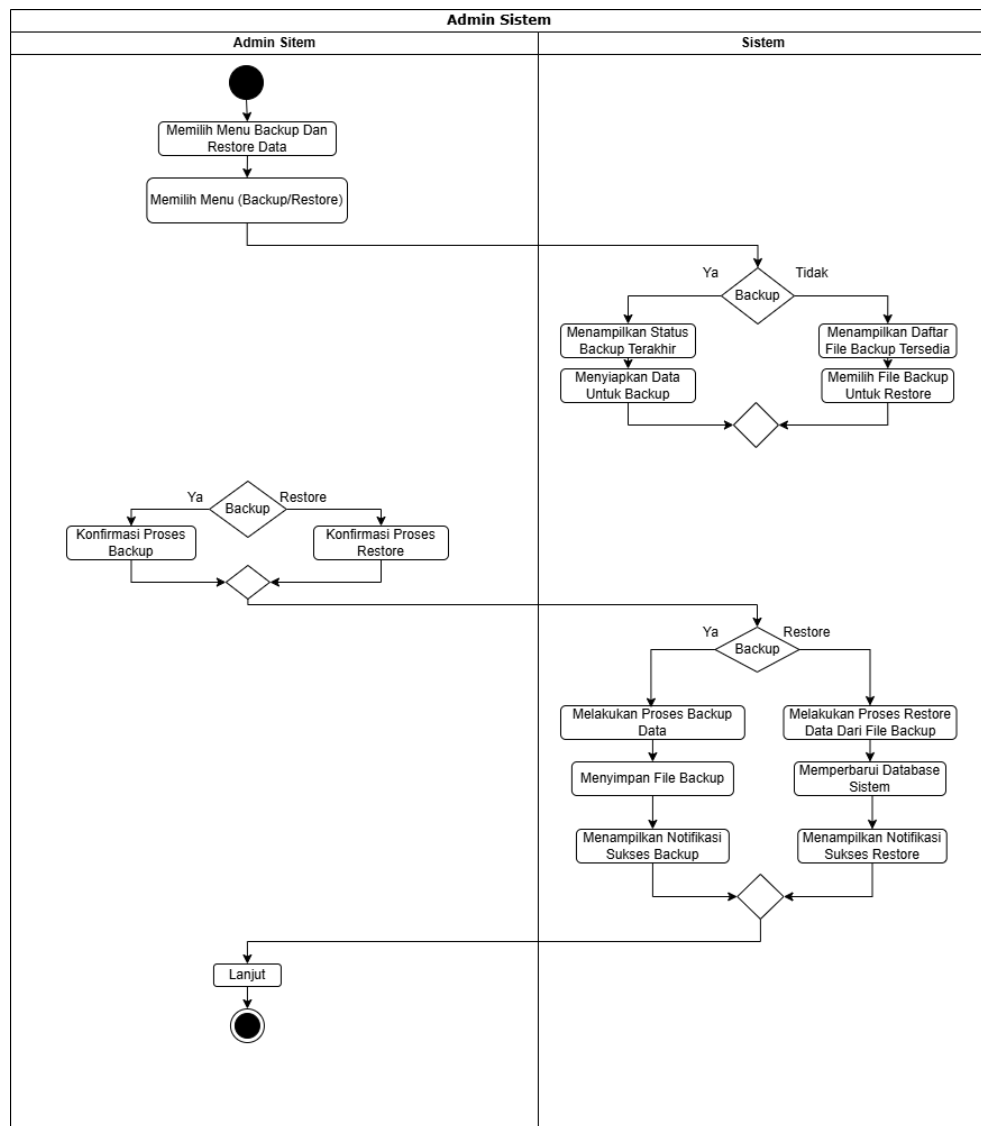 Admin Sistem
Admin Sitem
Sistem
Memilih Menu Backup Dan
Restore Data
Memilih Menu (Backup/Restore)
Ya
Tidak
Backup
Menampilkan Status
Backup Terakhir
Menampilkan Daftar
File Backup Tersedia
Menyiapkan Data
Untuk Backup
Memilih File Backup
Untuk Restore
Ya
Restore
Backup
Konfirmasi Proses
Backup
Konfirmasi Proses
Restore
Ya
Restore
Backup
Melakukan Proses Backup
Data
Melakukan Proses Restore
Data Dari File Backup
Menyimpan File Backup
Memperbarui Database
Sistem
Menampilkan Notifikasi
Sukses Backup
Menampilkan Notifikasi
Sukses Restore
Lanjut